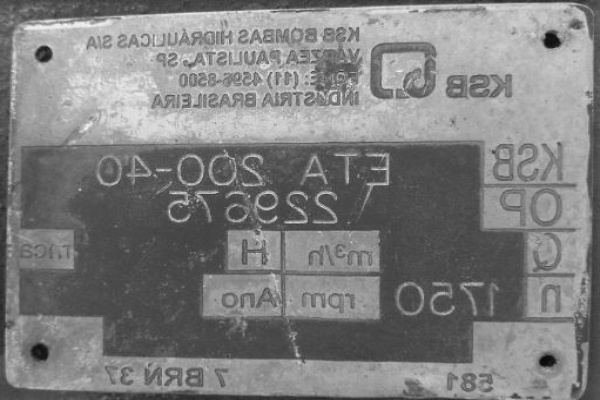 KSB
KSB BOMBAS HIDRÁULICAS S/A
VÁRZEA PAULISTA, SP
FONE: (11) 4596-8500
INDÚSTRIA BRASILEIRA
KSB ETA 200-40
OP 229675
Q m³/h H
n 1750 rpm Ano
581 7 BRN 37